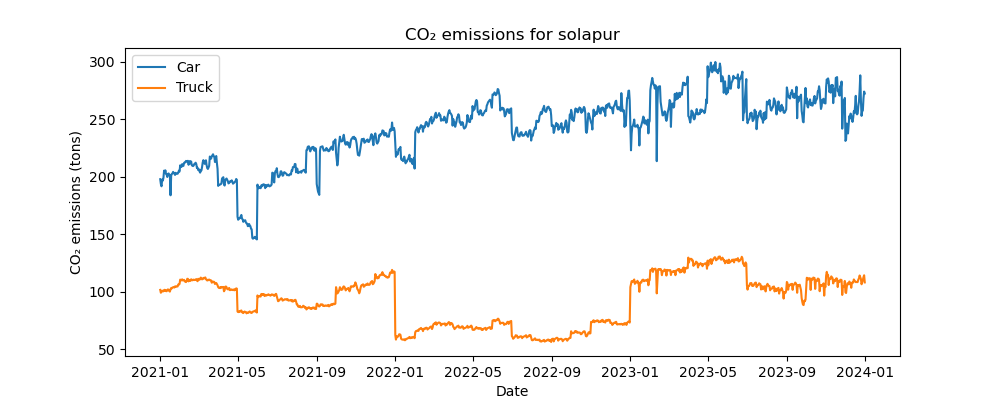 CO₂ emissions for solapur
Car
Truck
CO₂ emissions (tons)
300
250
200
150
100
50
2021-01 2021-05 2021-09 2022-01 2022-05 2022-09 2023-01 2023-05 2023-09 2024-01
Date